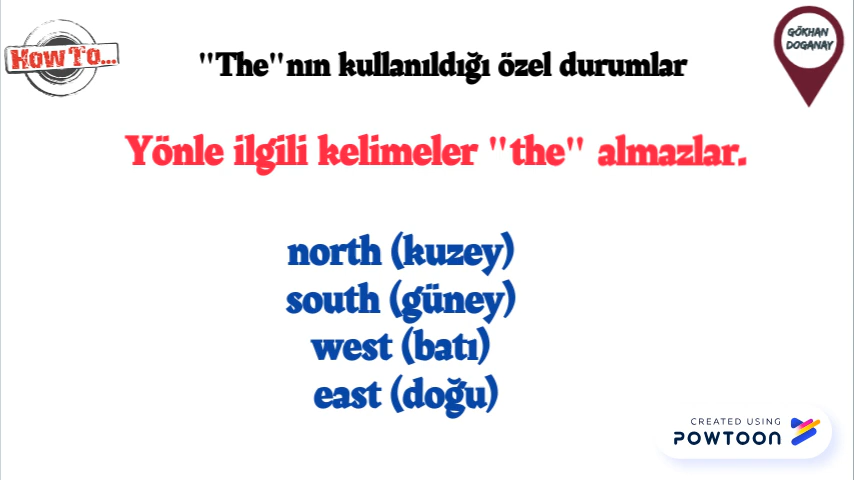 How To...
GÖKHAN
DOGANAY
"The"nın kullanıldığı özel durumlar
Yönle ilgili kelimeler "the" almazlar.
north (kuzey)
south (güney)
west (batı)
east (doğu)
CREATED USING
POWTOON